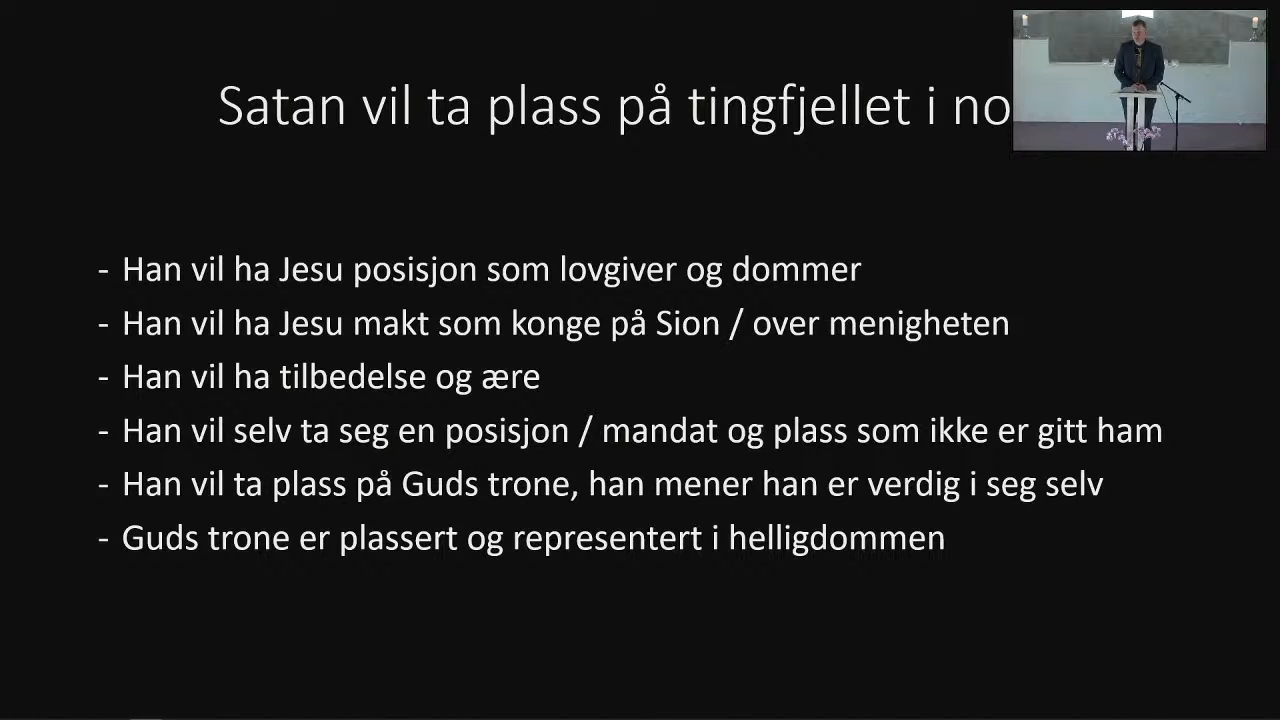 Satan vil ta plass på tingfjellet i
- Han vil ha Jesu posisjon som lovgiver og dommer
- Han vil ha Jesu makt som konge på Sion / over menigheten
- Han vil ha tilbedelse og ære
- Han vil selv ta seg en posisjon / mandat og plass som ikke er gitt ham
- Han vil ta plass på Guds trone, han mener han er verdig i seg selv
- Guds trone er plassert og representert i helligdommen